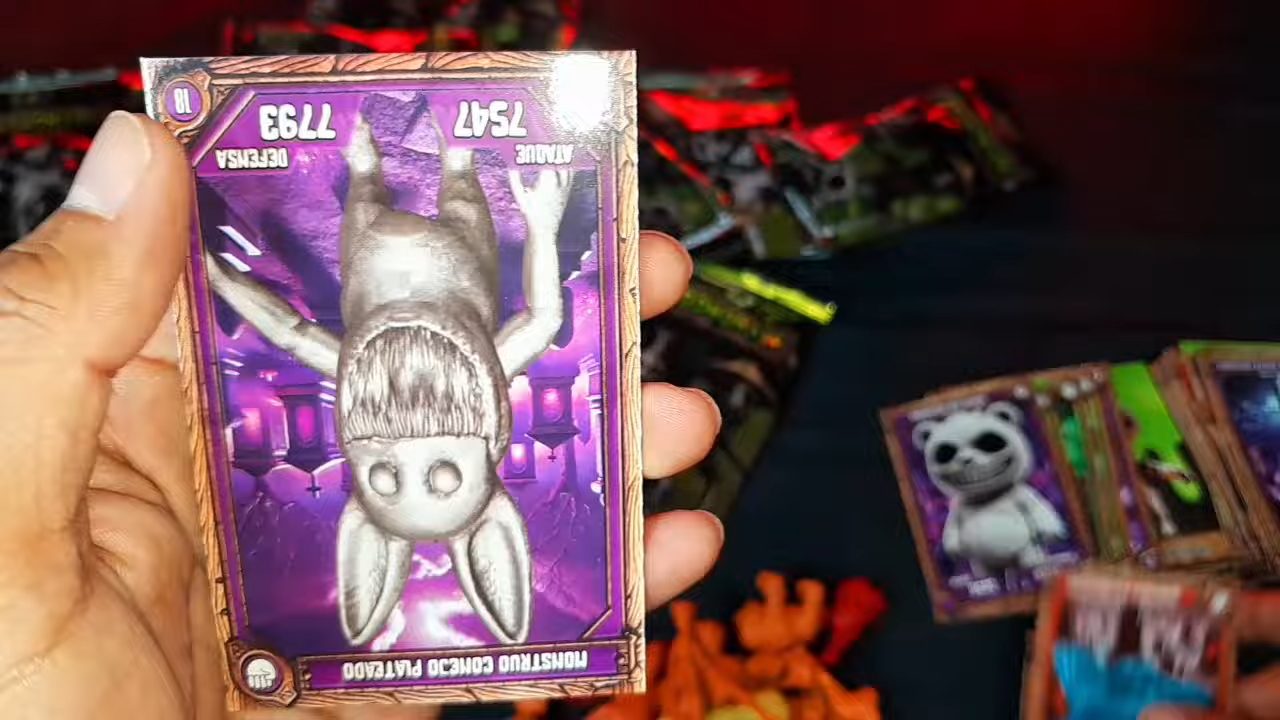 MONSTRUO CONEJO PLATEADO
ATAQUE
7547
DEFENSA
7793
18